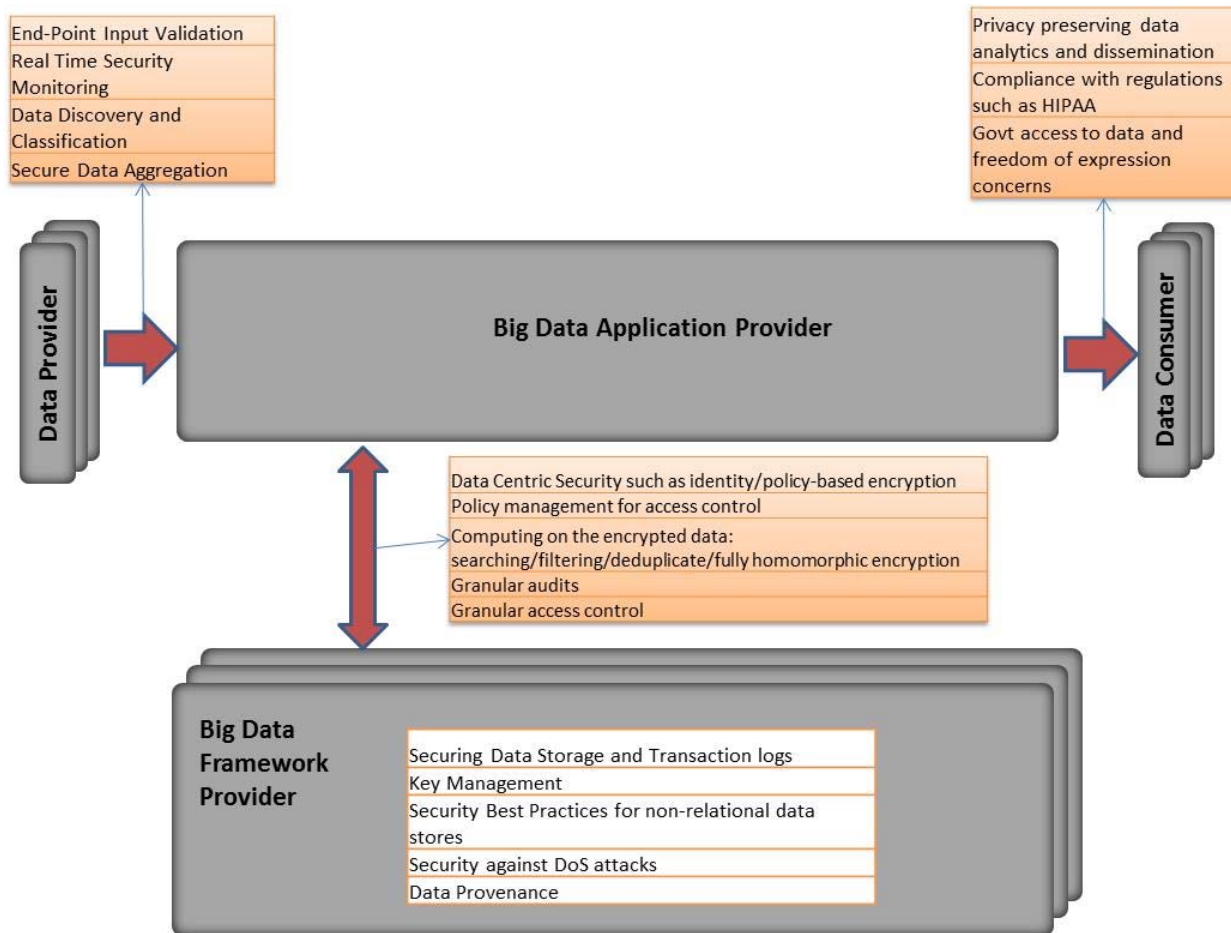 End-Point Input Validation
Real Time Security
Monitoring
Data Discovery and
Classification
Secure Data Aggregation
Privacy preserving data
analytics and dissemination
Compliance with regulations
such as HIPAA
Govt access to data and
freedom of expression
concerns
Data Provider
Big Data Application Provider
Data Consumer
Data Centric Security such as identity/policy-based encryption
Policy management for access control
Computing on the encrypted data:
searching/filtering/deduplicate/fully homomorphic encryption
Granular audits
Granular access control
Big Data
Framework
Provider
Securing Data Storage and Transaction logs
Key Management
Security Best Practices for non-relational data
stores
Security against DoS attacks
Data Provenance